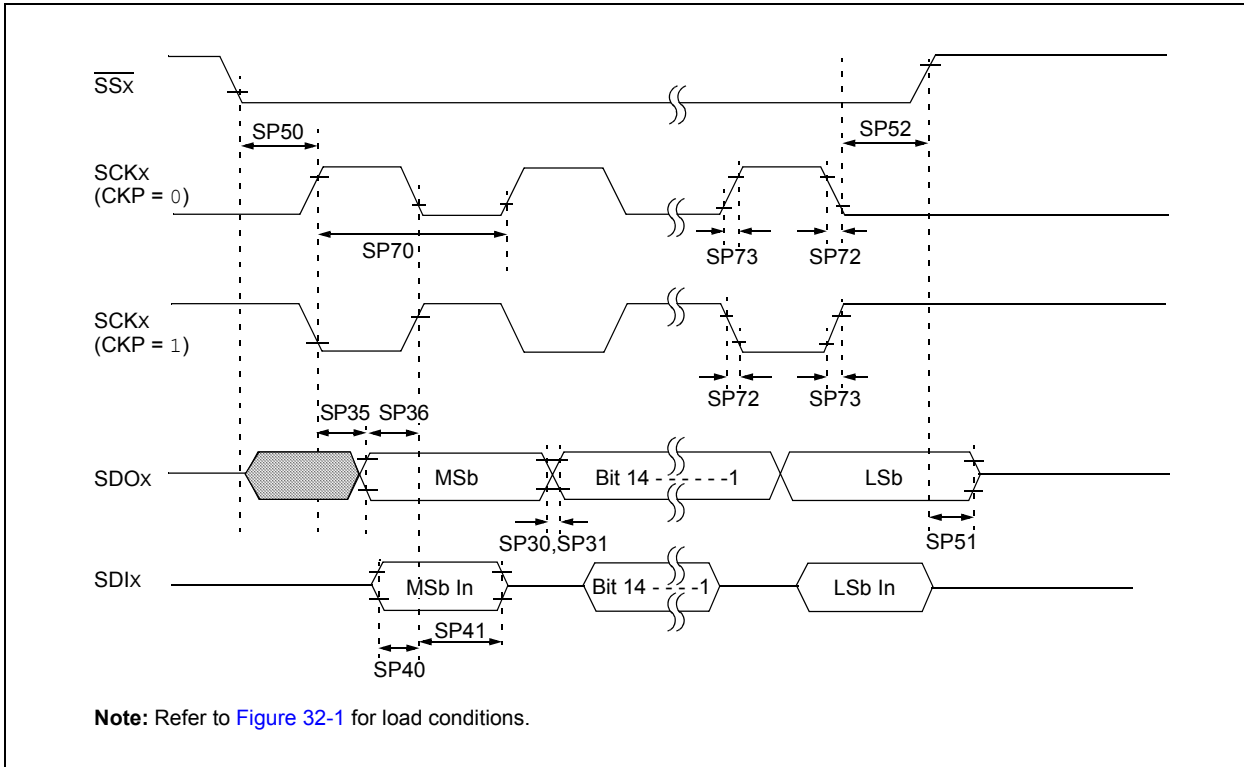 SSx
SP50
SP52
SCKx
(CKP = 0)
SP70
SP73
SP72
SCKx
(CKP = 1)
SP72
SP73
SP35
SP36
SDOx
MSb
Bit 14 - - - - - -1
LSb
SP30,SP31
SP51
SDIx
MSb In
Bit 14 - - - -1
LSb In
SP41
SP40
Note: Refer to Figure 32-1 for load conditions.